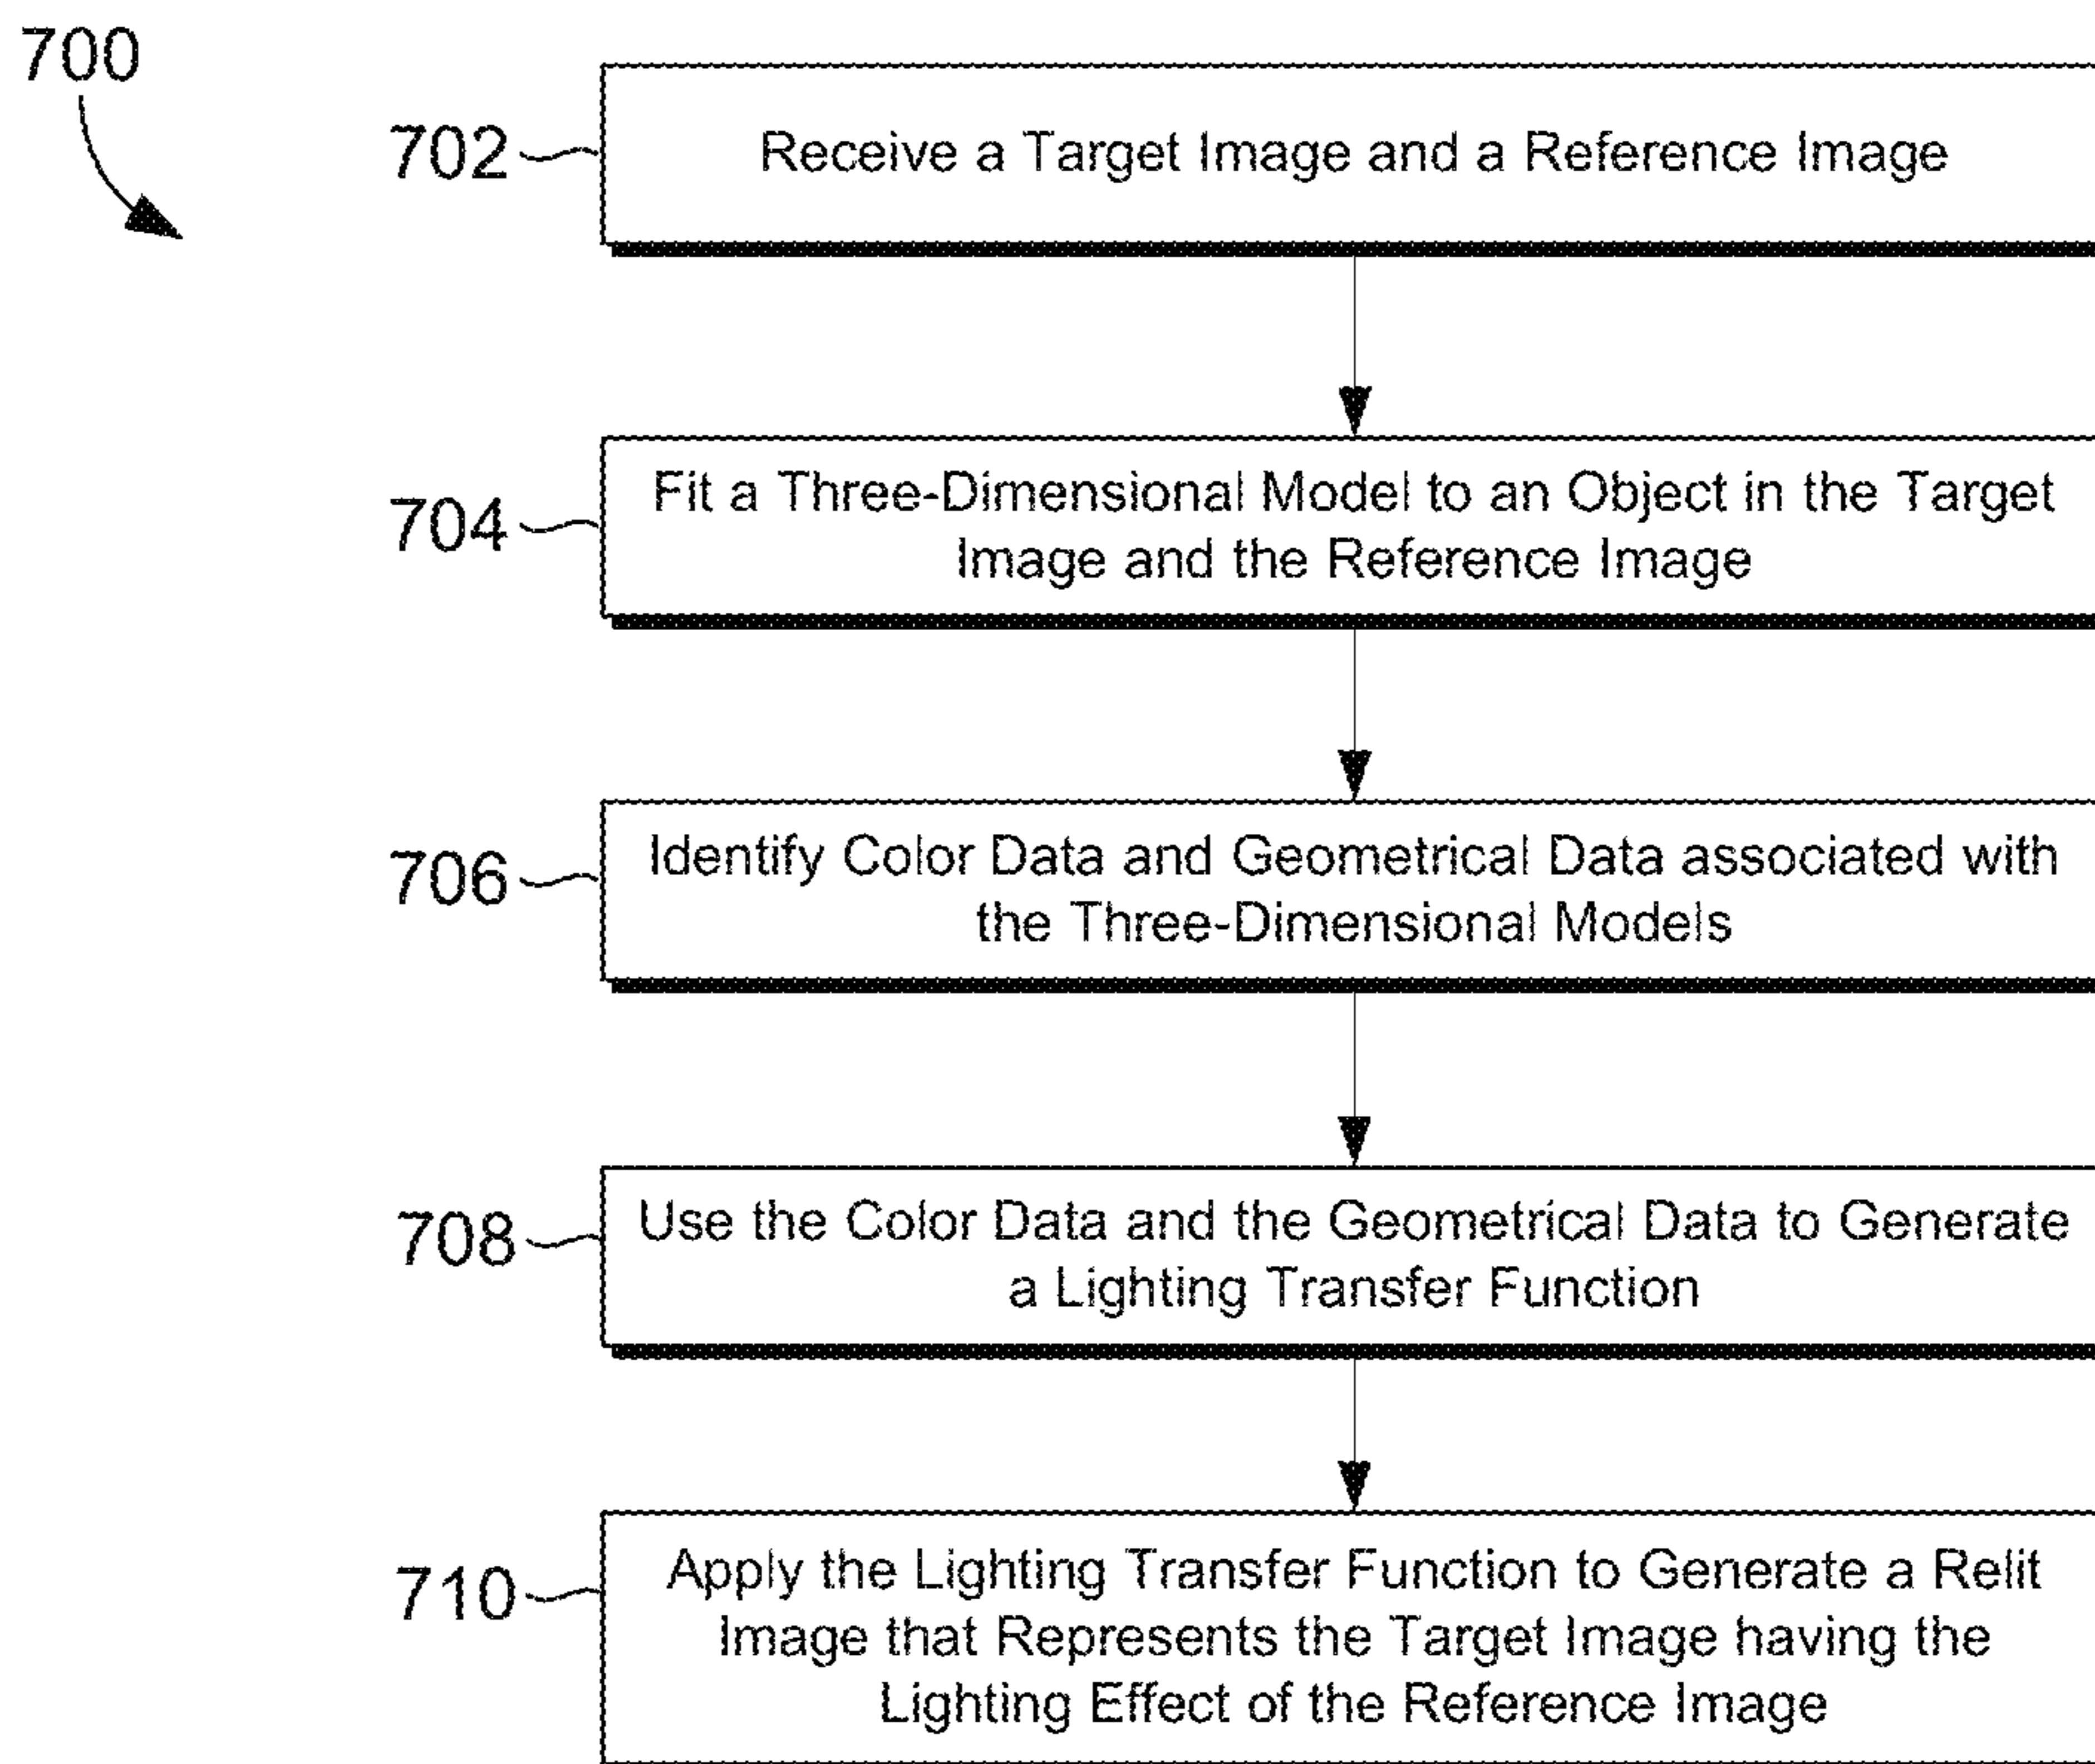 700
702
Receive a Target Image and a Reference Image
704
Fit a Three-Dimensional Model to an Object in the Target
Image and the Reference Image
706
Identify Color Data and Geometrical Data associated with
the Three-Dimensional Models
708
Use the Color Data and the Geometrical Data to Generate
a Lighting Transfer Function
710
Apply the Lighting Transfer Function to Generate a Relit
Image that Represents the Target Image having the
Lighting Effect of the Reference Image